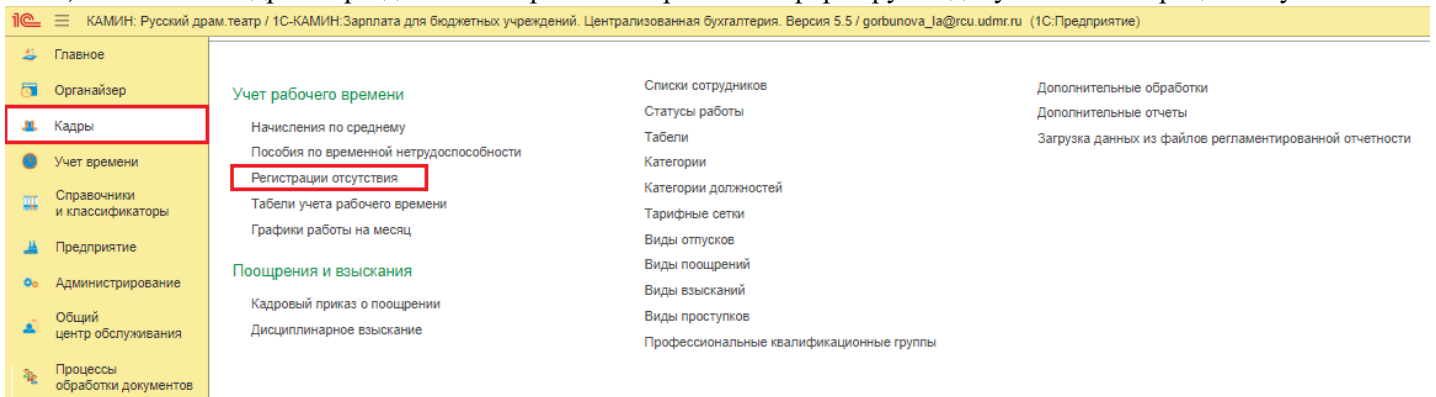 КАМИН: Русский драм.театр / 1С-КАМИН:Зарплата для бюджетных учреждений. Централизованная бухгалтерия. Версия 5.5 / gorbunova_la@rcu.udmr.ru (1С:Предприятие)
Главное
Органайзер
Кадры
Учет времени
Справочники
и классификаторы
Предприятие
Администрирование
Общий
центр обслуживания
Процессы
обработки документов
Учет рабочего времени
Начисления по среднему
Пособия по временной нетрудоспособности
Регистрации отсутствия
Табели учета рабочего времени
Графики работы на месяц
Поощрения и взыскания
Кадровый приказ о поощрении
Дисциплинарное взыскание
Списки сотрудников
Статусы работы
Табели
Категории
Категории должностей
Тарифные сетки
Виды отпусков
Виды поощрений
Виды взысканий
Виды проступков
Профессиональные квалификационные группы
Дополнительные обработки
Дополнительные отчеты
Загрузка данных из файлов регламентированной отчетности